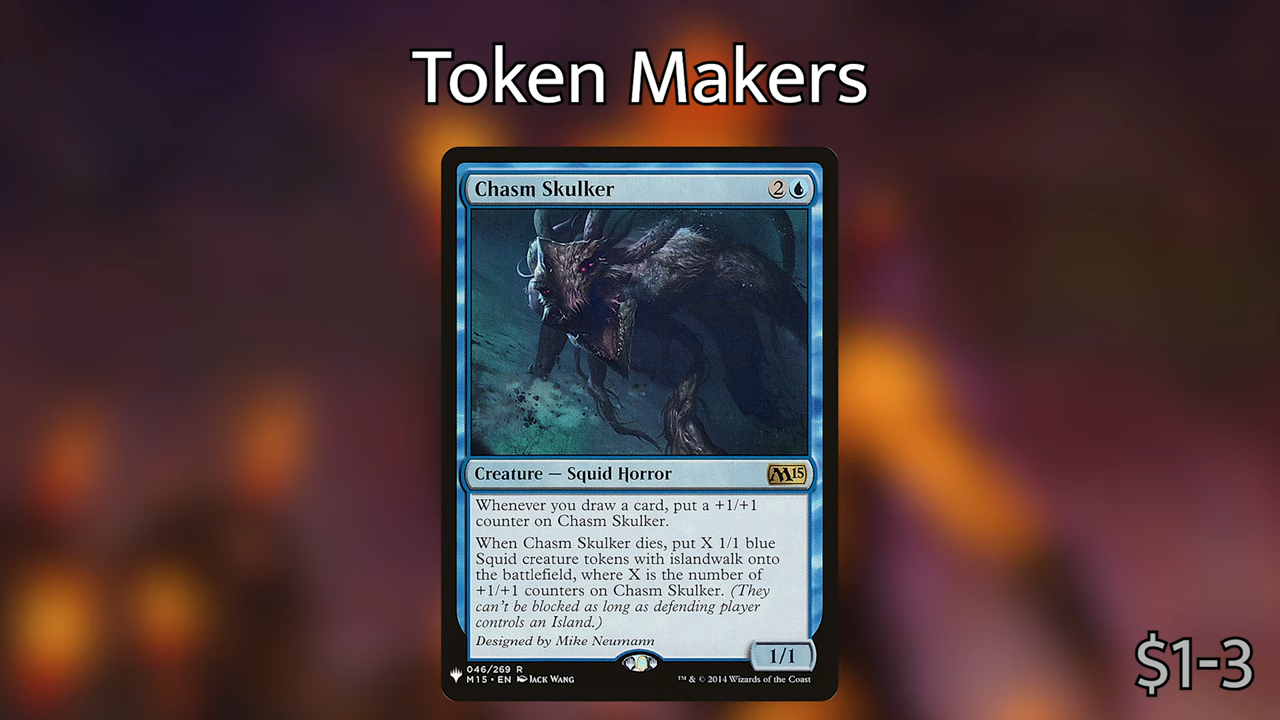 Token Makers
Chasm Skulker 2
Creature — Squid Horror M15
Whenever you draw a card, put a +1/+1
counter on Chasm Skulker.
When Chasm Skulker dies, put X 1/1 blue
Squid creature tokens with islandwalk onto
the battlefield, where X is the number of
+1/+1 counters on Chasm Skulker. (They
can't be blocked as long as defending player
controls an Island.)
Designed by Mike Neumann
1/1
046/269 R
M15 • EN Jack Wang
™ & © 2014 Wizards of the Coast
$1-3